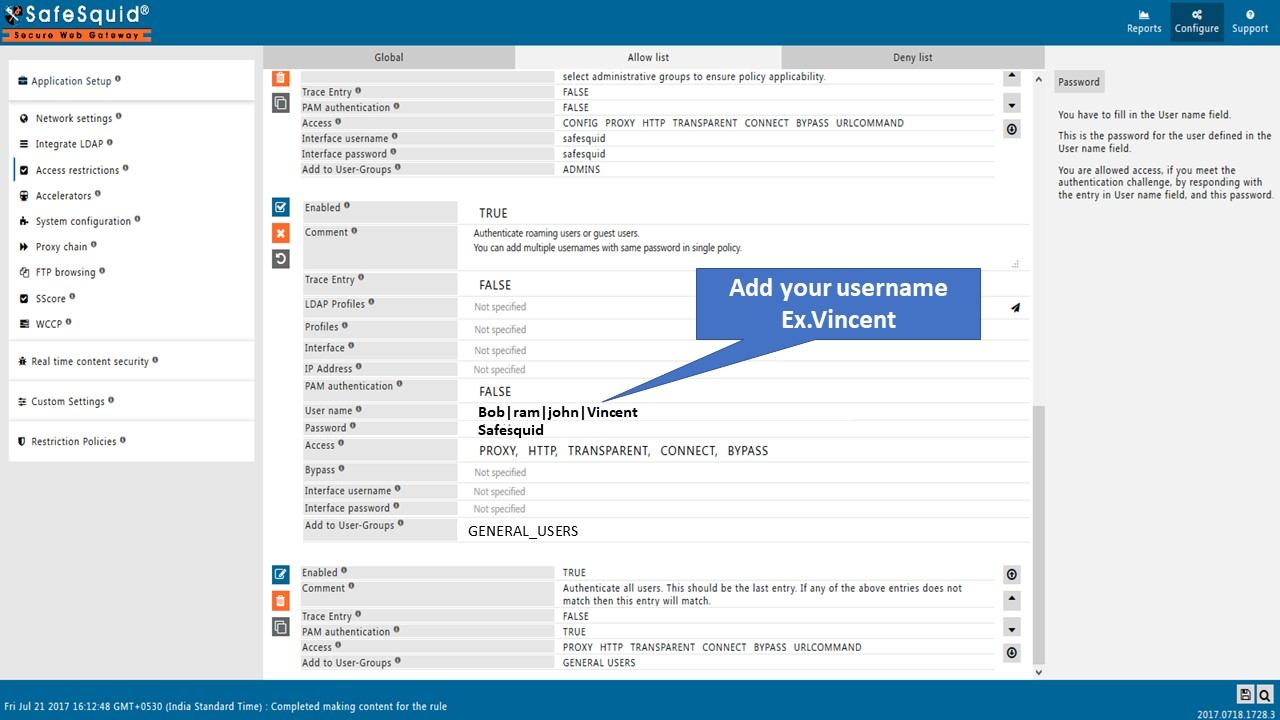 SafeSquid®
Secure Web Gateway
Reports
Configure
Support
Application Setup
Network settings
Integrate LDAP
Access restrictions
Accelerators
System configuration
Proxy chain
FTP browsing
SScore
WCCP
Real time content security
Custom Settings
Restriction Policies
Global
Allow list
Deny list
select administrative groups to ensure policy applicability.
Trace Entry FALSE
PAM authentication FALSE
Access CONFIG PROXY HTTP TRANSPARENT CONNECT BYPASS URLCOMMAND
Interface username safesquid
Interface password safesquid
Add to User-Groups ADMINS
Enabled TRUE
Comment Authenticate roaming users or guest users.
You can add multiple usernames with same password in single policy.
Trace Entry FALSE
LDAP Profiles Not specified
Profiles Not specified
Interface Not specified
IP Address Not specified
PAM authentication FALSE
User name Bob|ram|john|Vincent
Password Safesquid
Access PROXY, HTTP, TRANSPARENT, CONNECT, BYPASS
Bypass Not specified
Interface username Not specified
Interface password Not specified
Add to User-Groups GENERAL_USERS
Add your username
Ex.Vincent
Enabled TRUE
Comment Authenticate all users. This should be the last entry. If any of the above entries does not
match then this entry will match.
Trace Entry FALSE
PAM authentication TRUE
Access PROXY HTTP TRANSPARENT CONNECT BYPASS URLCOMMAND
Add to User-Groups GENERAL USERS
Password
You have to fill in the User name field.
This is the password for the user defined in the
User name field.
You are allowed access, if you meet the
authentication challenge, by responding with
the entry in User name field, and this password.
Fri Jul 21 2017 16:12:48 GMT+0530 (India Standard Time) : Completed making content for the rule
2017.0718.1728.3